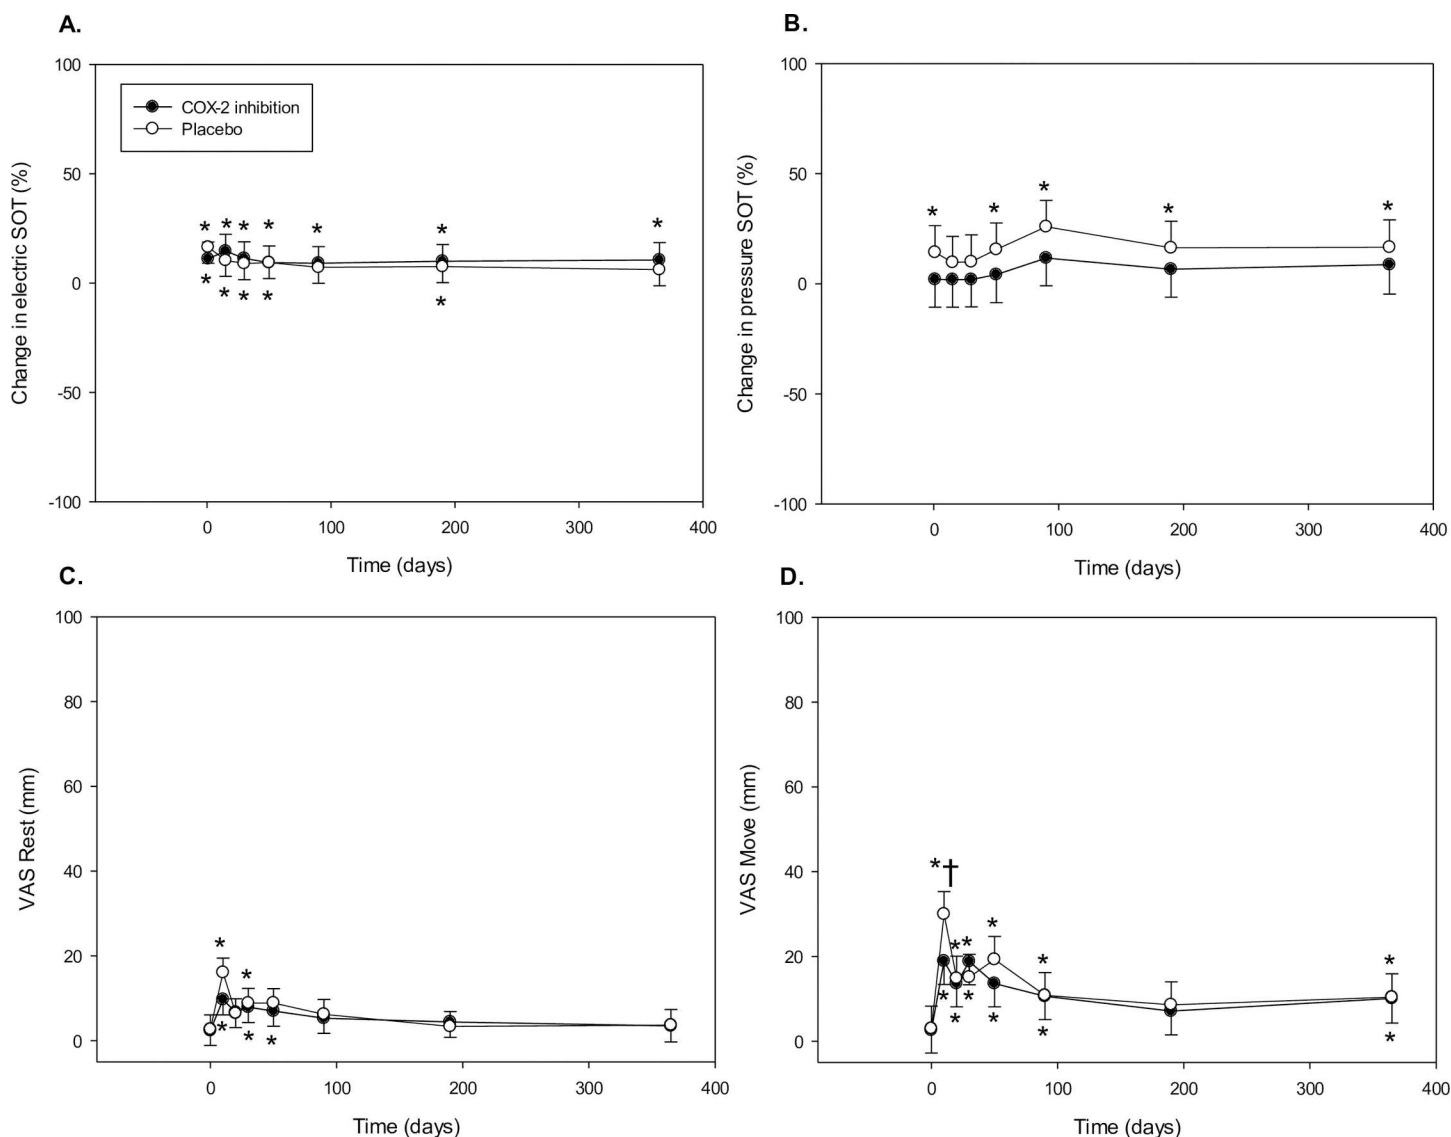 A.
100
50
0
-50
-100
Change in electric SOT (%)
COX-2 inhibition
Placebo
* * * * * * *
* * * * *
0 100 200 300 400
Time (days)
B.
100
50
0
-50
-100
Change in pressure SOT (%)
* * * * *
0 100 200 300 400
Time (days)
C.
100
80
60
40
20
0
VAS Rest (mm)
* *
* * *
0 100 200 300 400
Time (days)
D.
100
80
60
40
20
0
VAS Move (mm)
*†
* * * * *
* * * * * *
0 100 200 300 400
Time (days)